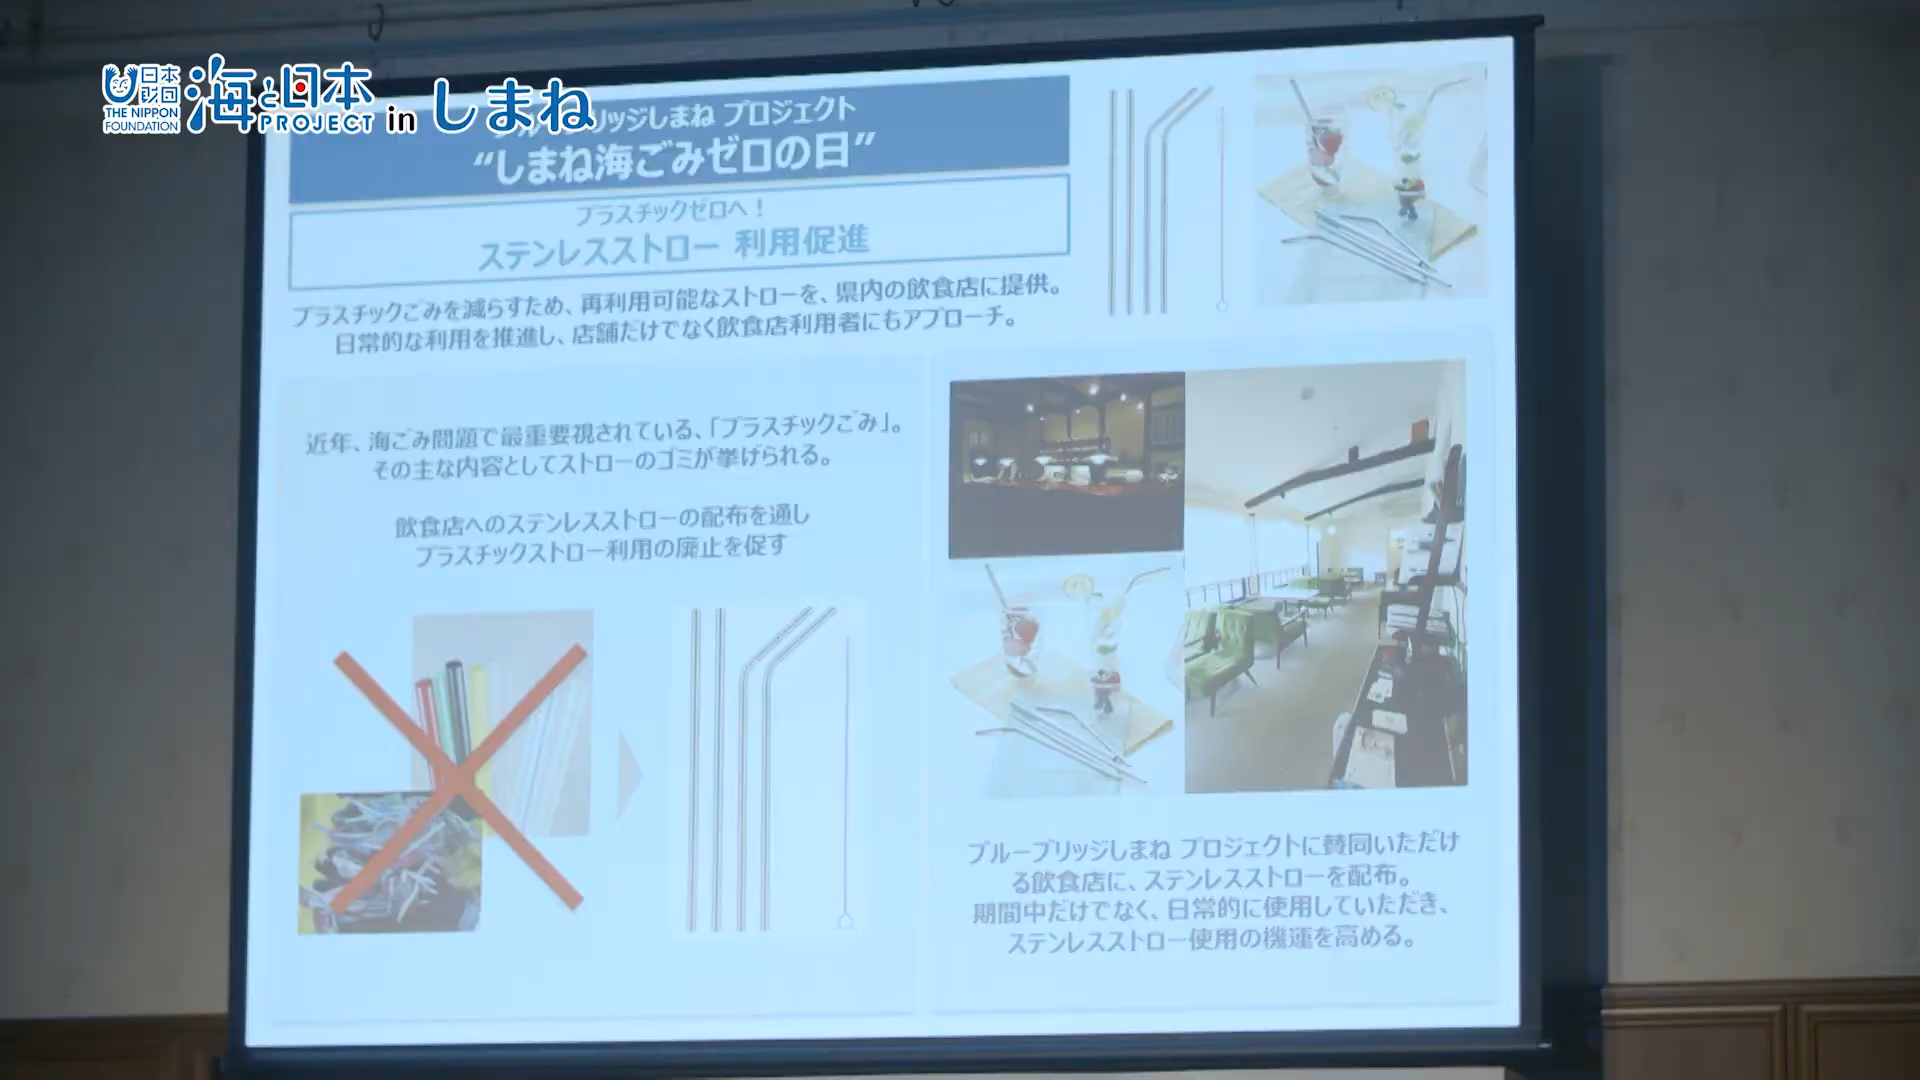 日本
財団
THE NIPPON
FOUNDATION
海と日本
PROJECT
in しまね
ブルーブリッジしまね プロジェクト
“しまね海ごみゼロの日”
プラスチックゼロへ！
ステンレスストロー 利用促進
プラスチックごみを減らすため、再利用可能なストローを、県内の飲食店に提供。
日常的な利用を推進し、店舗だけでなく飲食店利用者にもアプローチ。
近年、海ごみ問題で最重要視されている、「プラスチックごみ」。
その主な内容としてストローのゴミが挙げられる。
飲食店へのステンレスストローの配布を通し
プラスチックストロー利用の廃止を促す
ブルーブリッジしまね プロジェクトに賛同いただけ
る飲食店に、ステンレスストローを配布。
期間中だけでなく、日常的に使用していただき、
ステンレスストロー使用の機運を高める。